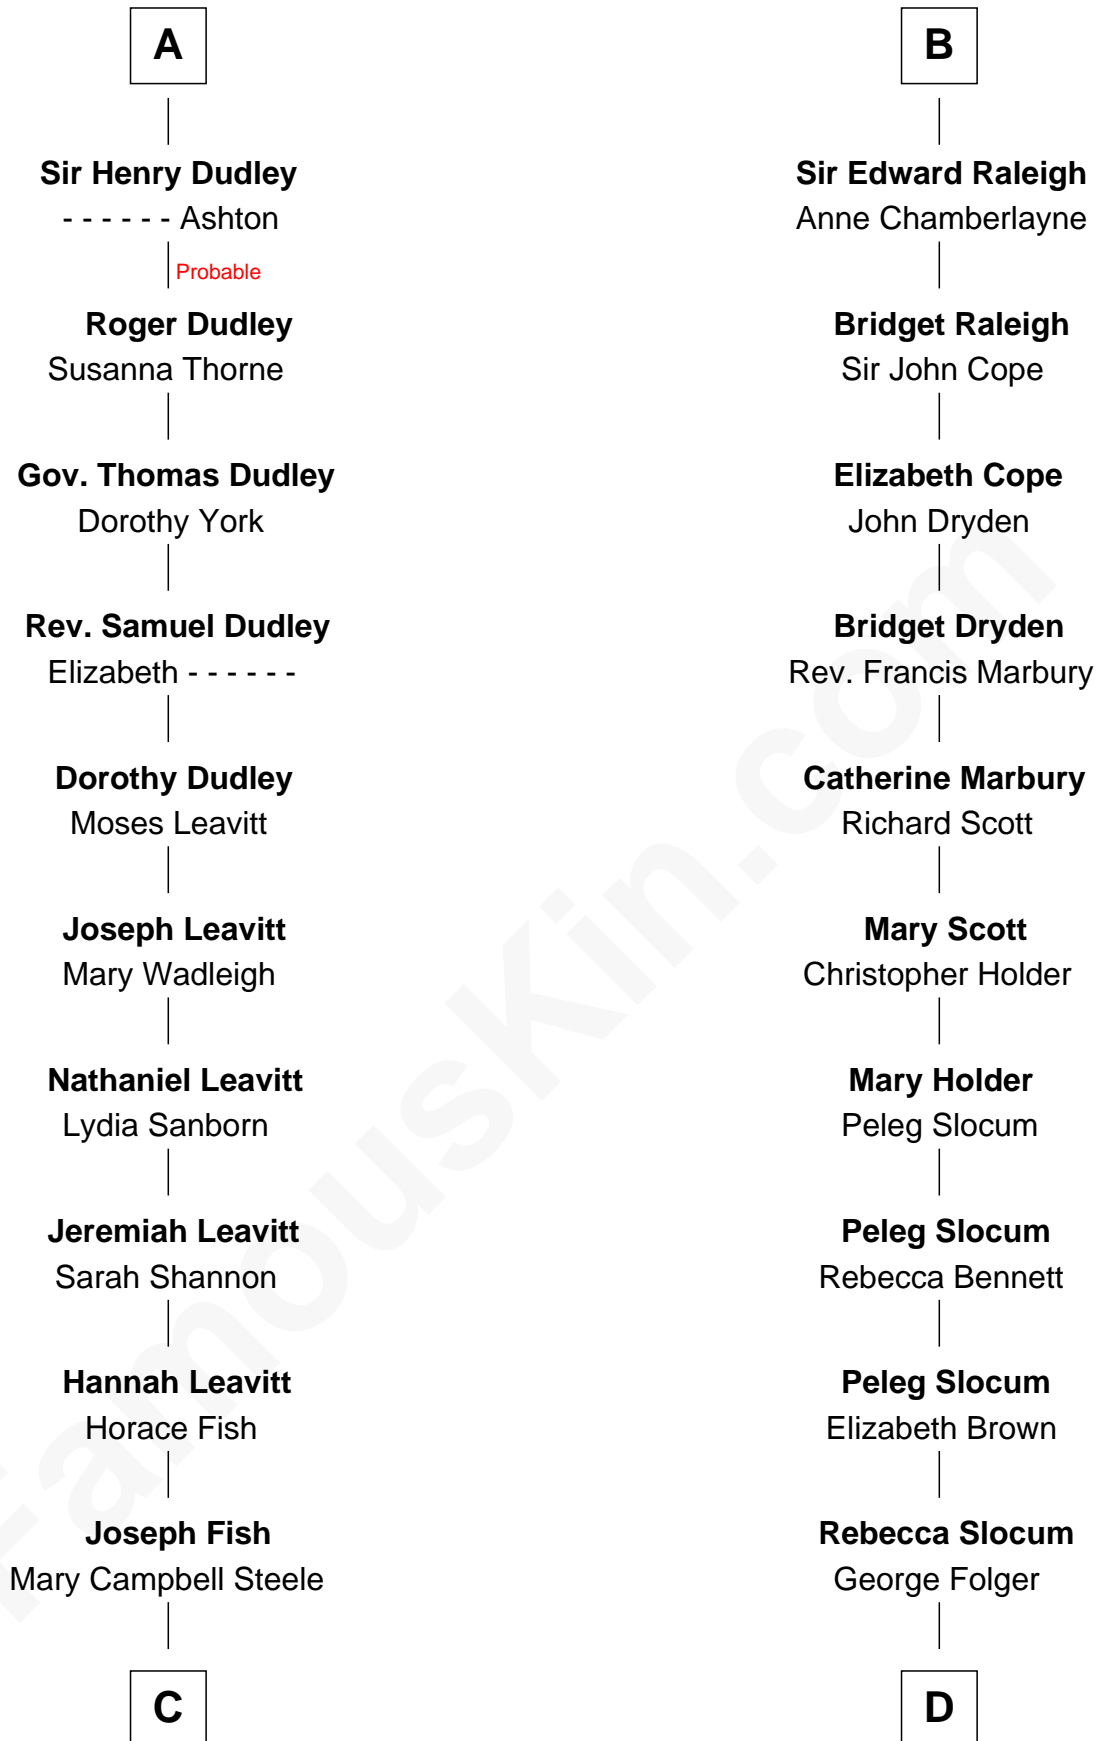 A
Sir Henry Dudley
- - - - - - Ashton
Probable
Roger Dudley
Susanna Thorne
Gov. Thomas Dudley
Dorothy York
Rev. Samuel Dudley
Elizabeth - - - - - -
Dorothy Dudley
Moses Leavitt
Joseph Leavitt
Mary Wadleigh
Nathaniel Leavitt
Lydia Sanborn
Jeremiah Leavitt
Sarah Shannon
Hannah Leavitt
Horace Fish
Joseph Fish
Mary Campbell Steele
C
B
Sir Edward Raleigh
Anne Chamberlayne
Bridget Raleigh
Sir John Cope
Elizabeth Cope
John Dryden
Bridget Dryden
Rev. Francis Marbury
Catherine Marbury
Richard Scott
Mary Scott
Christopher Holder
Mary Holder
Peleg Slocum
Peleg Slocum
Rebecca Bennett
Peleg Slocum
Elizabeth Brown
Rebecca Slocum
George Folger
D
FamousKin.com